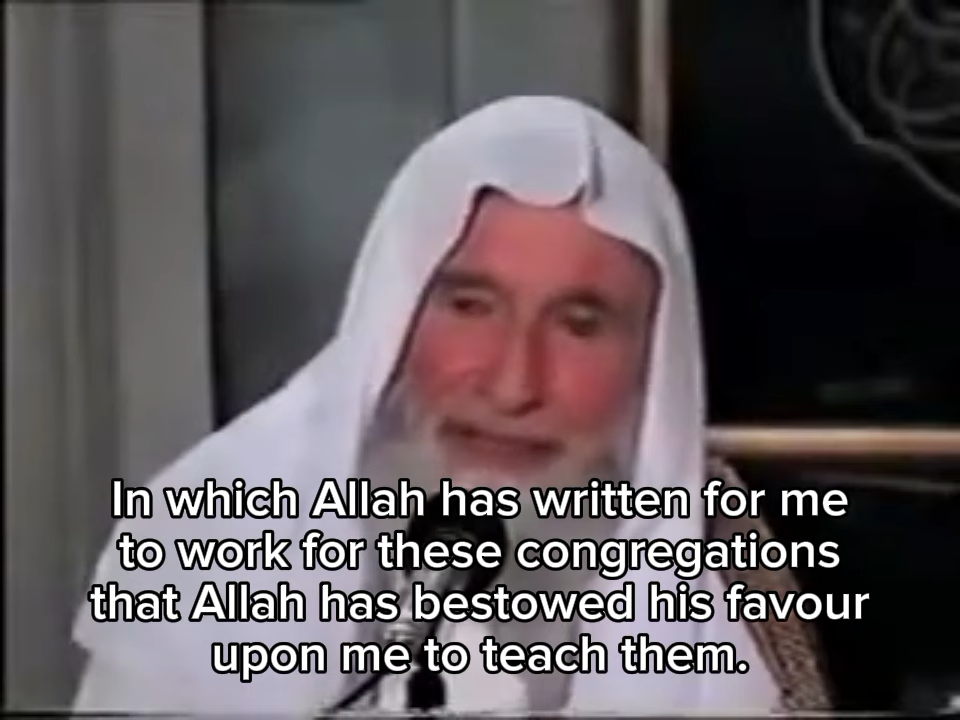 In which Allah has written for me
to work for these congregations
that Allah has bestowed his favour
upon me to teach them.